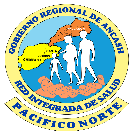 GOBIERNO REGIONAL DE ANCASH
RED INTEGRADA DE SALUD
PACIFICO NORTE